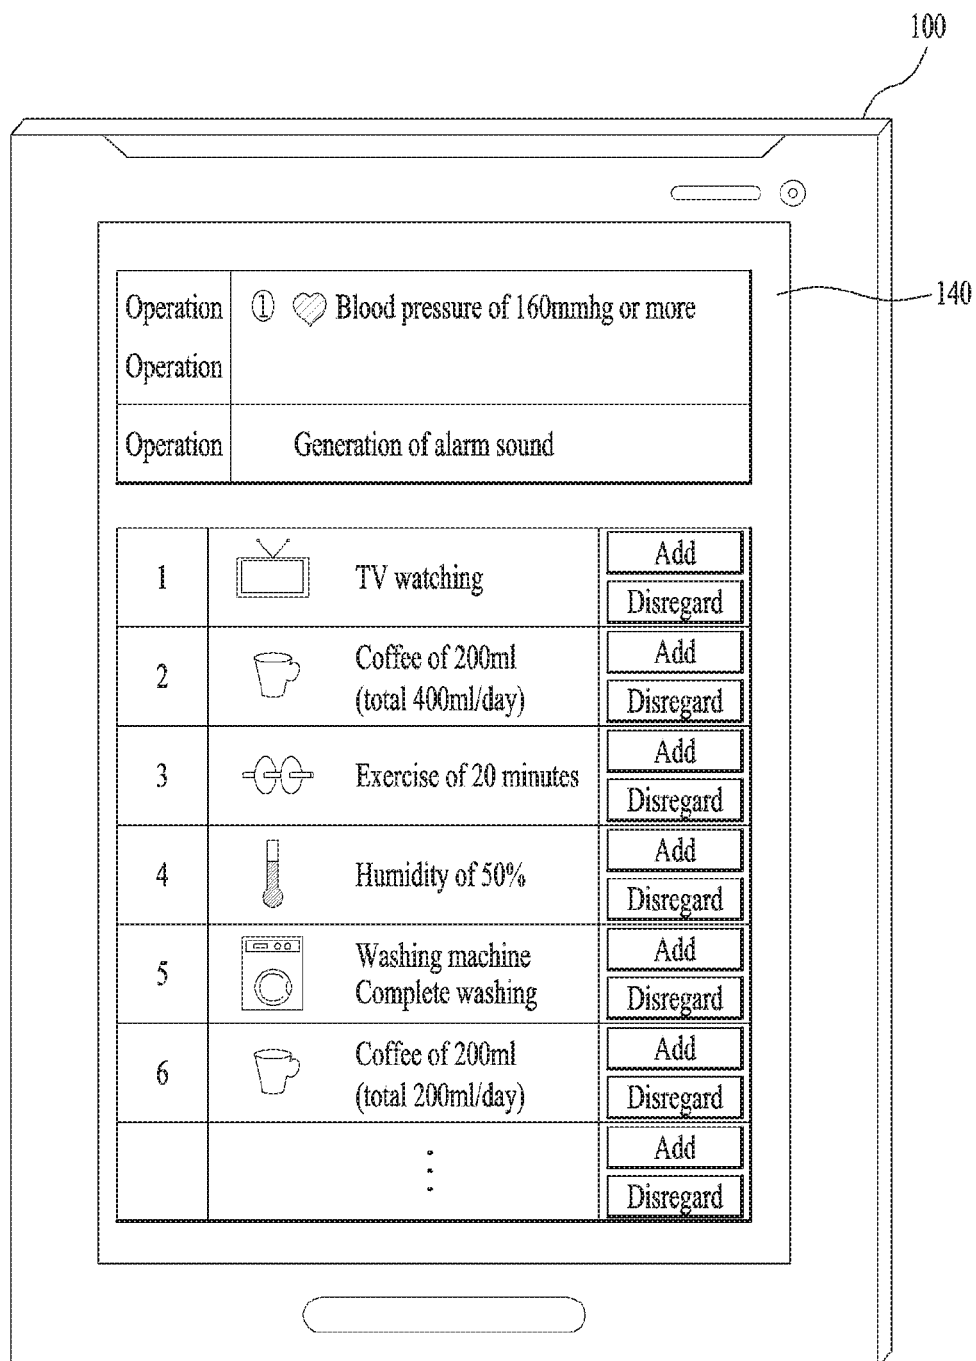 100
140
Operation ① Blood pressure of 160mmhg or more
Operation
Operation Generation of alarm sound
1 TV watching Add
Disregard
2 Coffee of 200ml
(total 400ml/day) Add
Disregard
3 Exercise of 20 minutes Add
Disregard
4 Humidity of 50% Add
Disregard
5 Washing machine
Complete washing Add
Disregard
6 Coffee of 200ml
(total 200ml/day) Add
Disregard
Add
Disregard